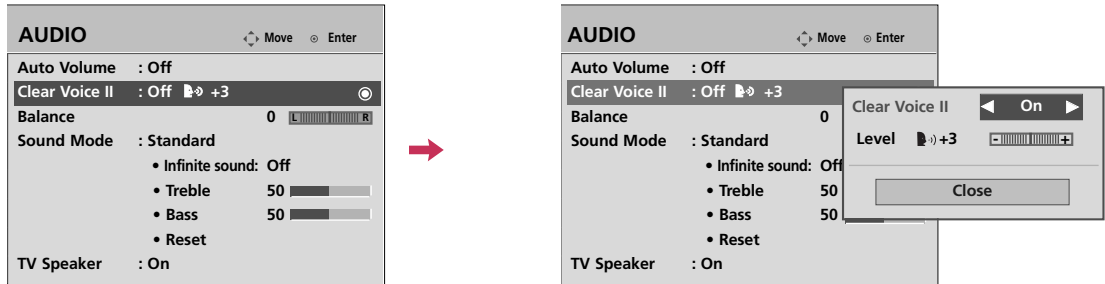 AUDIO
Move Enter
Auto Volume : Off
Clear Voice II : Off +3
Balance 0 L R
Sound Mode : Standard
• Infinite sound: Off
• Treble 50
• Bass 50
• Reset
TV Speaker : On
AUDIO
Move Enter
Auto Volume : Off
Clear Voice II : Off +3
Balance 0
Sound Mode : Standard
• Infinite sound: Off
• Treble 50
• Bass 50
• Reset
TV Speaker : On
Clear Voice II ◀ On ▶
Level +3 - +
Close